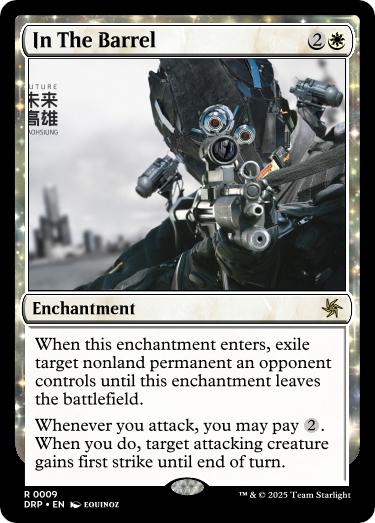 In The Barrel 2
UTURE
未来
高雄
AOHSIUNG
Enchantment
When this enchantment enters, exile
target nonland permanent an opponent
controls until this enchantment leaves
the battlefield.
Whenever you attack, you may pay 2.
When you do, target attacking creature
gains first strike until end of turn.
R 0009
DRP • EN EQUINOZ
™ & © 2025 Team Starlight